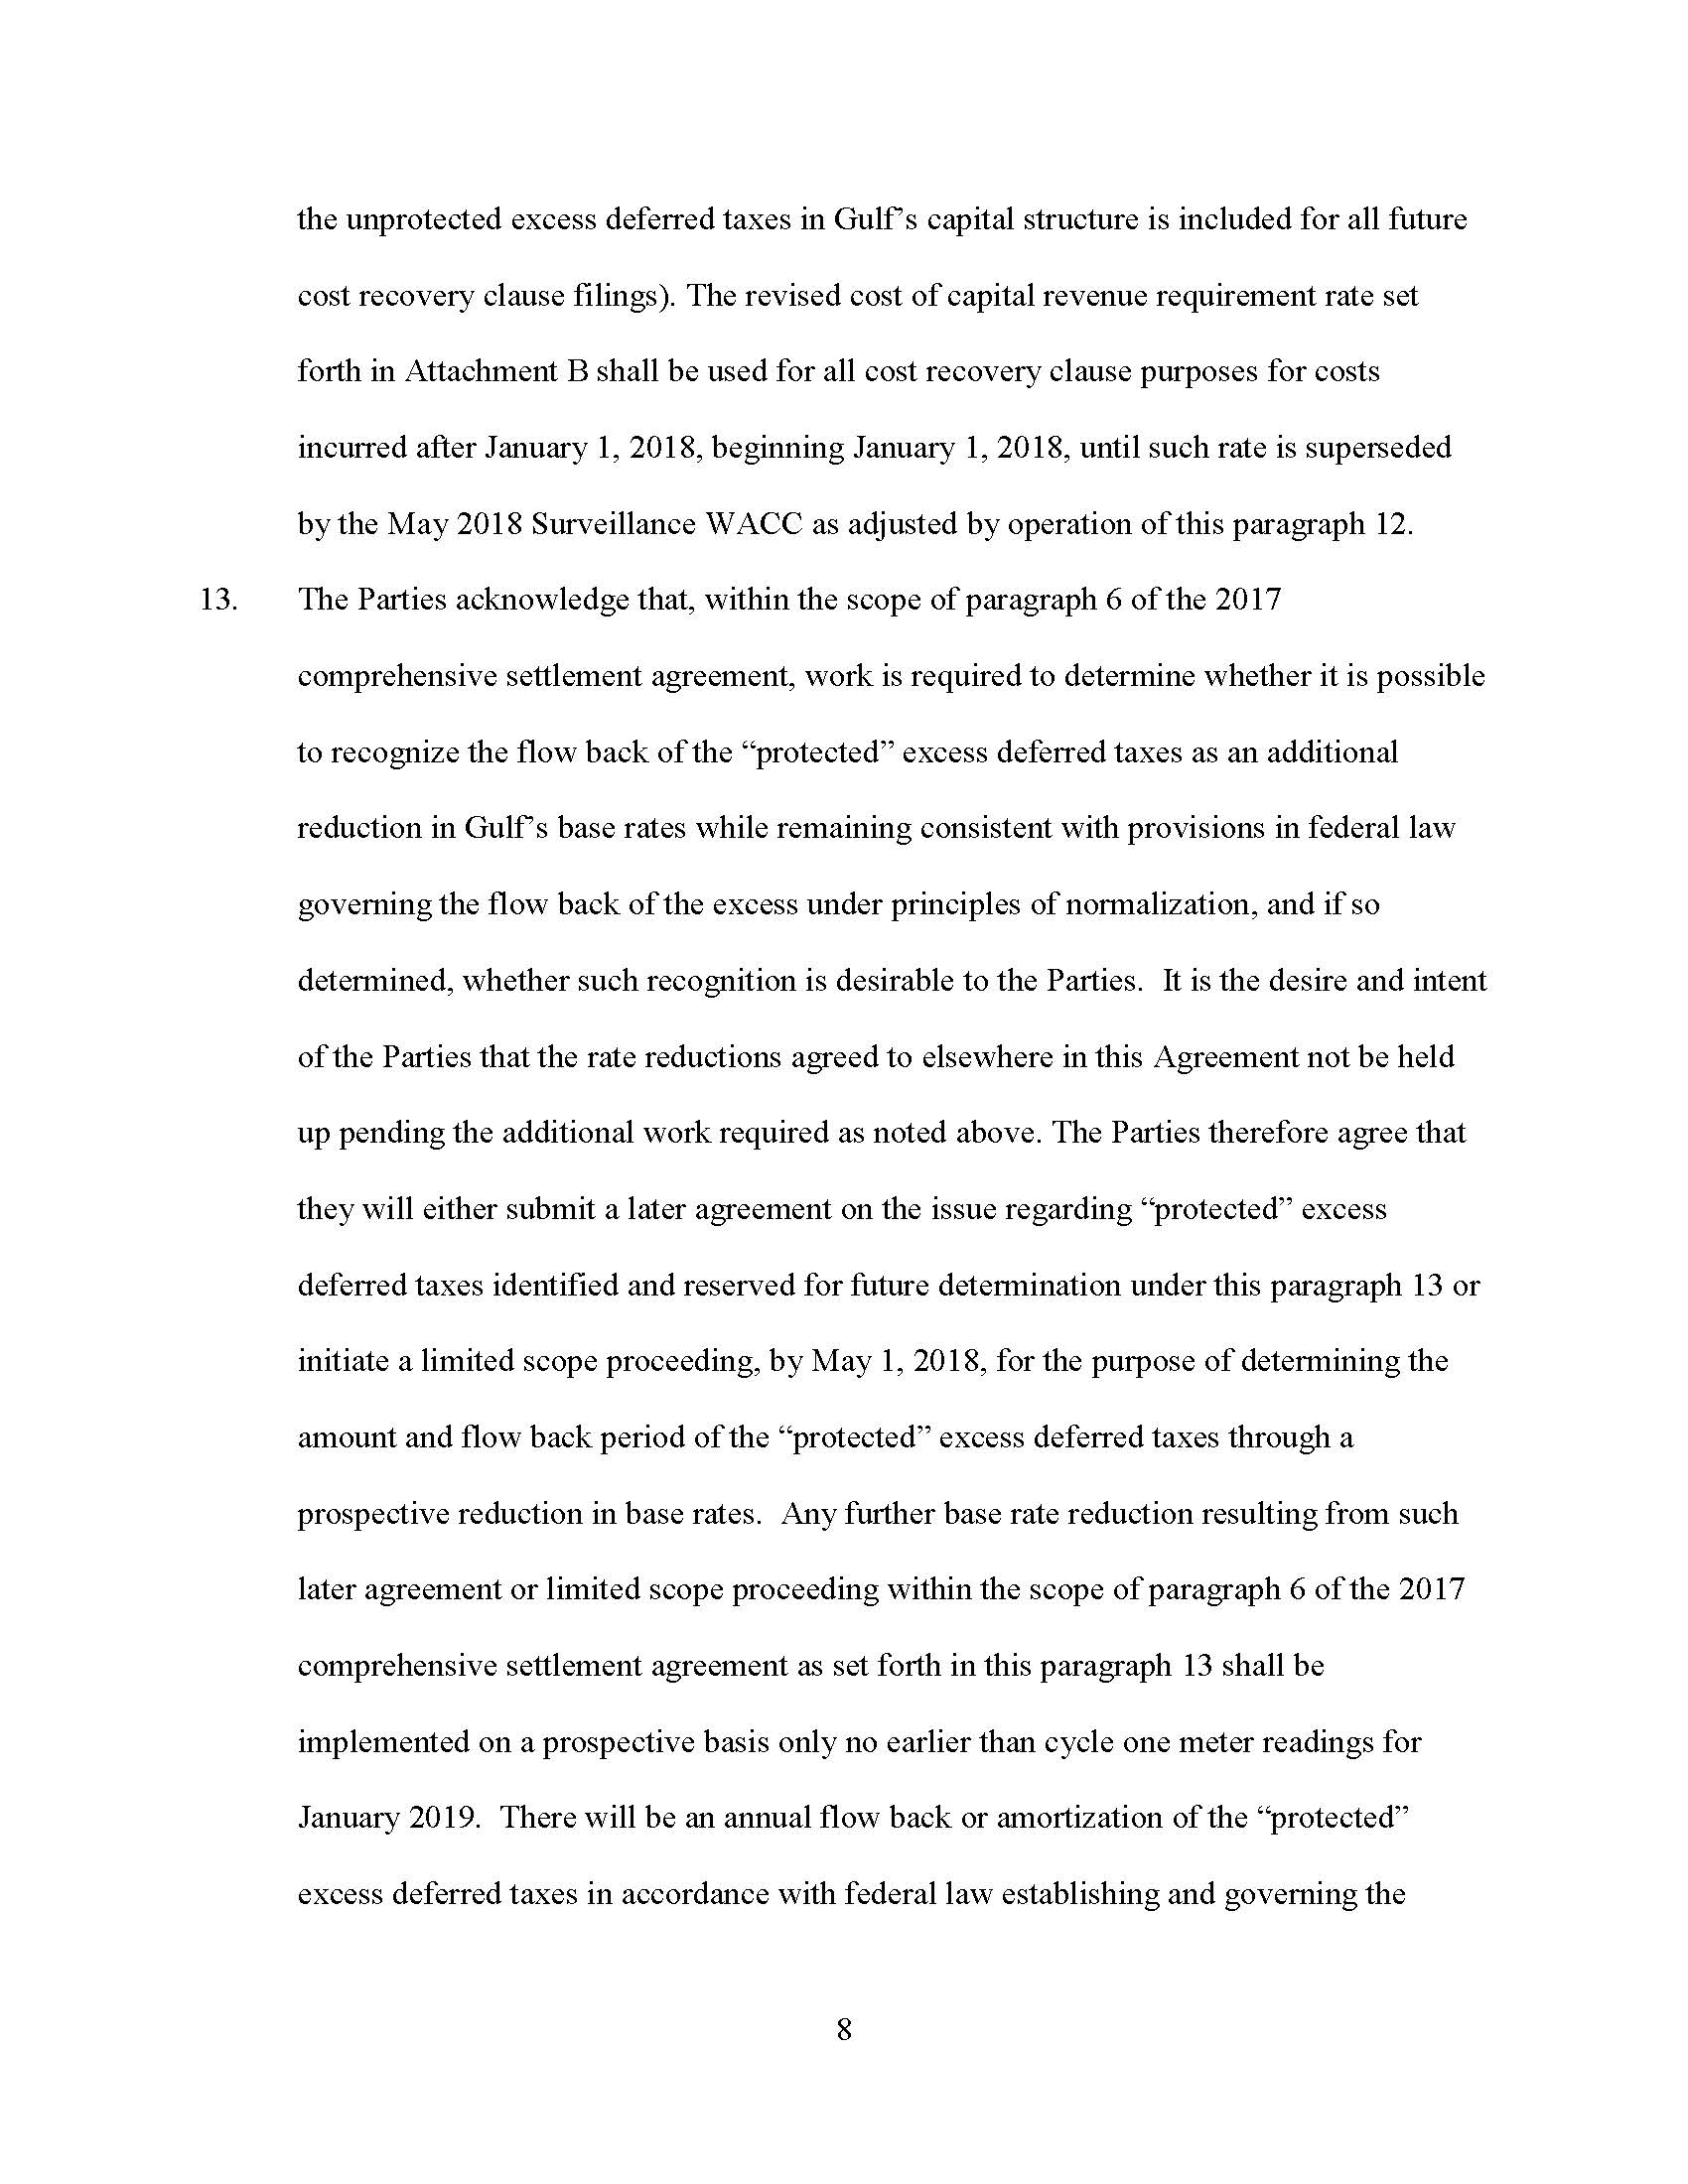 the unprotected excess deferred taxes in Gulf’s capital structure is included for all future
cost recovery clause filings). The revised cost of capital revenue requirement rate set
forth in Attachment B shall be used for all cost recovery clause purposes for costs
incurred after January 1, 2018, beginning January 1, 2018, until such rate is superseded
by the May 2018 Surveillance WACC as adjusted by operation of this paragraph 12.
13. The Parties acknowledge that, within the scope of paragraph 6 of the 2017
comprehensive settlement agreement, work is required to determine whether it is possible
to recognize the flow back of the “protected” excess deferred taxes as an additional
reduction in Gulf’s base rates while remaining consistent with provisions in federal law
governing the flow back of the excess under principles of normalization, and if so
determined, whether such recognition is desirable to the Parties.  It is the desire and intent
of the Parties that the rate reductions agreed to elsewhere in this Agreement not be held
up pending the additional work required as noted above. The Parties therefore agree that
they will either submit a later agreement on the issue regarding “protected” excess
deferred taxes identified and reserved for future determination under this paragraph 13 or
initiate a limited scope proceeding, by May 1, 2018, for the purpose of determining the
amount and flow back period of the “protected” excess deferred taxes through a
prospective reduction in base rates.  Any further base rate reduction resulting from such
later agreement or limited scope proceeding within the scope of paragraph 6 of the 2017
comprehensive settlement agreement as set forth in this paragraph 13 shall be
implemented on a prospective basis only no earlier than cycle one meter readings for
January 2019.  There will be an annual flow back or amortization of the “protected”
excess deferred taxes in accordance with federal law establishing and governing the
8